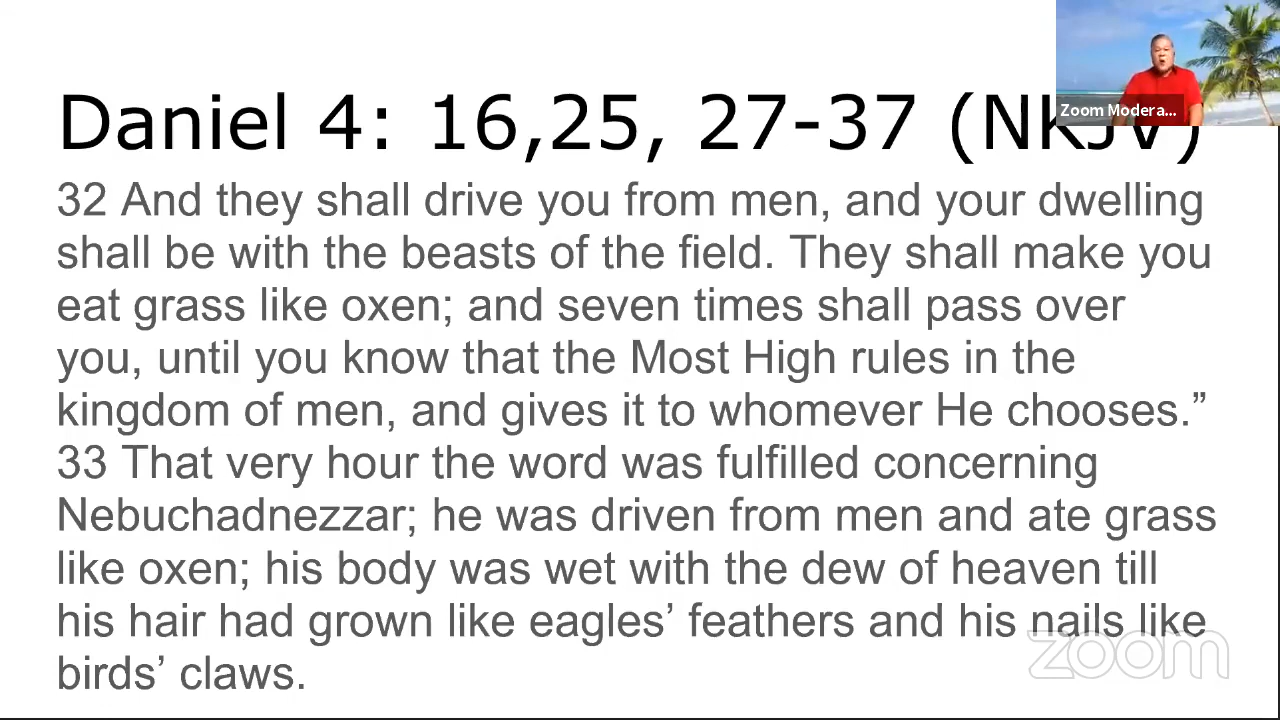 Daniel 4: 16,25, 27-37 (NKJV)
Zoom Modera...
32 And they shall drive you from men, and your dwelling
shall be with the beasts of the field. They shall make you
eat grass like oxen; and seven times shall pass over
you, until you know that the Most High rules in the
kingdom of men, and gives it to whomever He chooses.”
33 That very hour the word was fulfilled concerning
Nebuchadnezzar; he was driven from men and ate grass
like oxen; his body was wet with the dew of heaven till
his hair had grown like eagles’ feathers and his nails like
birds’ claws.
zoom